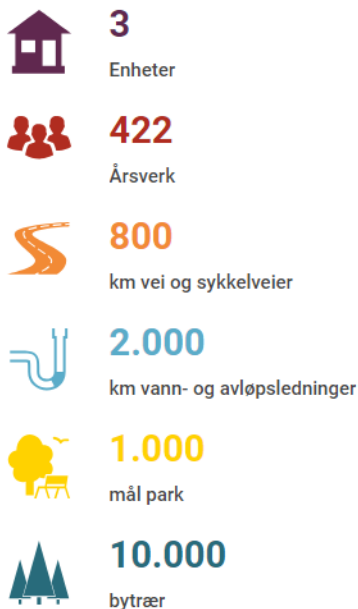 3
Enheter
422
Årsverk
800
km vei og sykkelveier
2.000
km vann- og avløpsledninger
1.000
mål park
10.000
bytrær